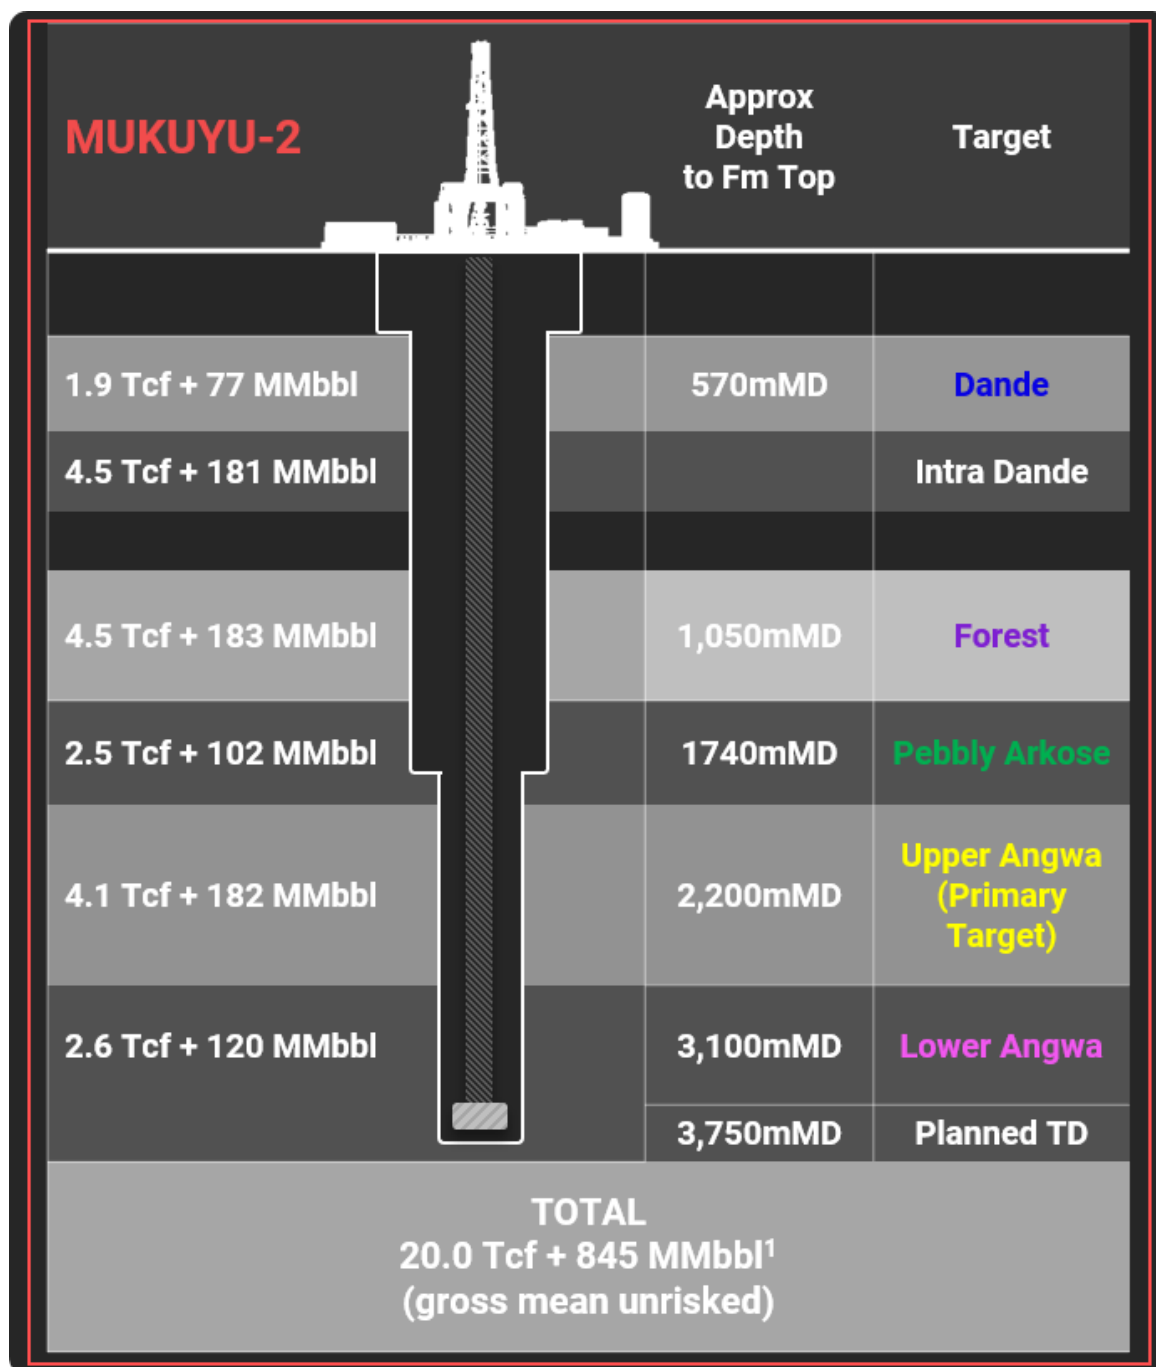 MUKUYU-2
Approx
Depth
to Fm Top
Target
1.9 Tcf + 77 MMbbl 570mMD Dande
4.5 Tcf + 181 MMbbl Intra Dande
4.5 Tcf + 183 MMbbl 1,050mMD Forest
2.5 Tcf + 102 MMbbl 1740mMD Pebbly Arkose
4.1 Tcf + 182 MMbbl 2,200mMD Upper Angwa
(Primary
Target)
2.6 Tcf + 120 MMbbl 3,100mMD Lower Angwa
3,750mMD Planned TD
TOTAL
20.0 Tcf + 845 MMbbl¹
(gross mean unrisked)